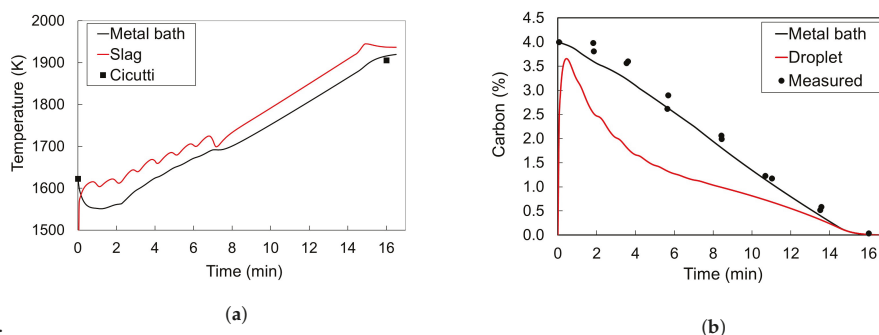 2000
1900
1800
1700
1600
1500
Temperature (K)
Metal bath
Slag
Cicutti
0 2 4 6 8 10 12 14 16
Time (min)
(a)
4.5
4.0
3.5
3.0
2.5
2.0
1.5
1.0
0.5
0.0
Carbon (%)
Metal bath
Droplet
Measured
0 2 4 6 8 10 12 14 16
Time (min)
(b)